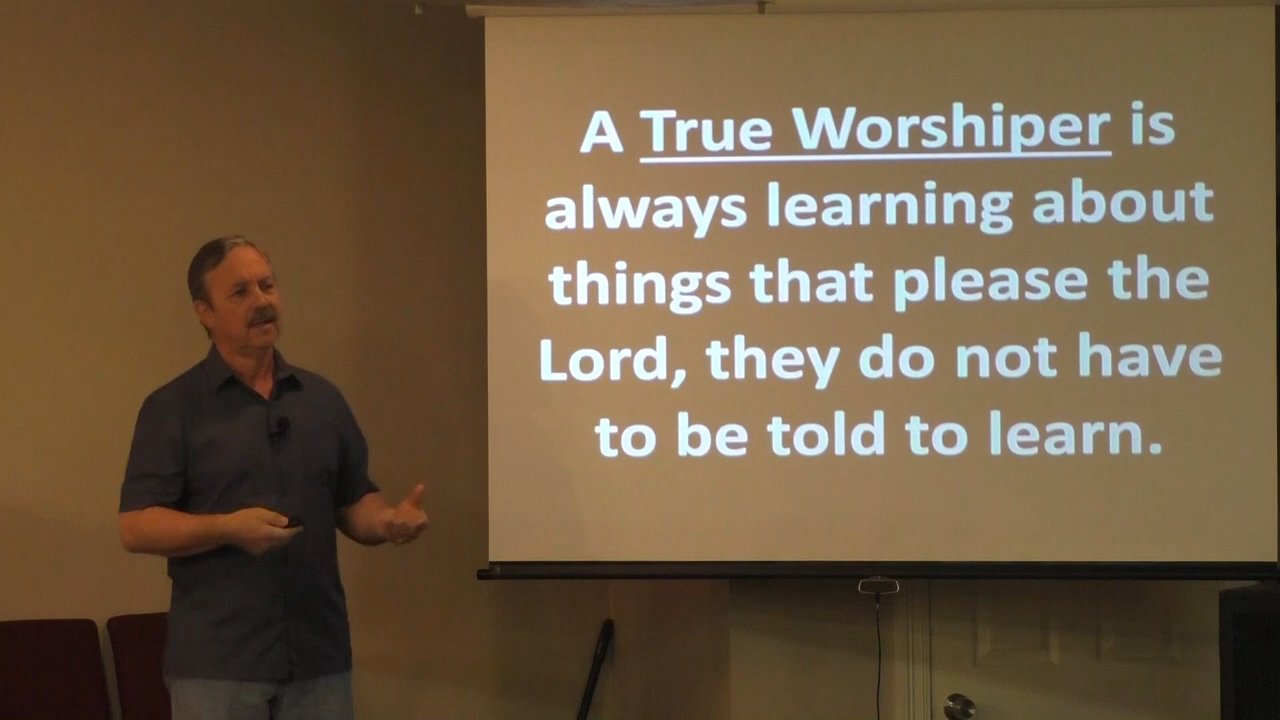 A True Worshiper is
always learning about
things that please the
Lord, they do not have
to be told to learn.